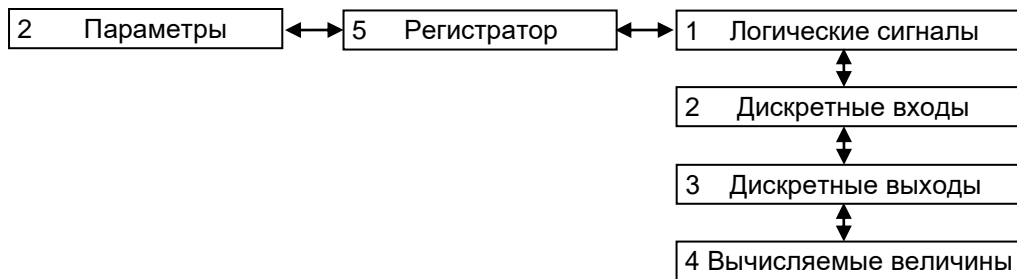 2 Параметры
5 Регистратор
1 Логические сигналы
2 Дискретные входы
3 Дискретные выходы
4 Вычисляемые величины